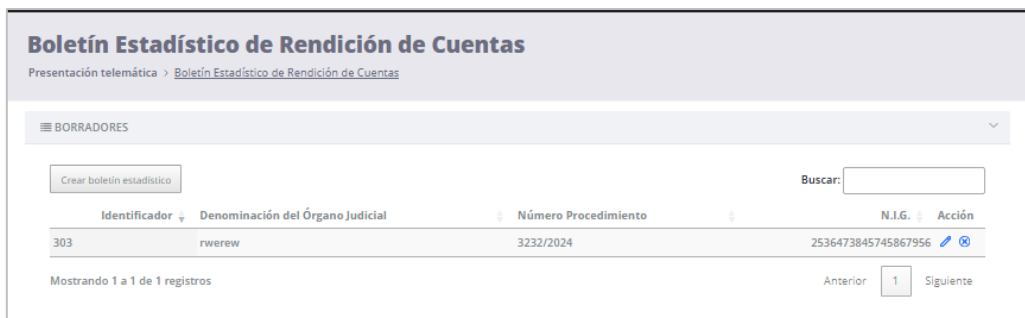 Boletín Estadístico de Rendición de Cuentas
Presentación telemática > Boletín Estadístico de Rendición de Cuentas
BORRADORES
Crear boletín estadístico Buscar:
Identificador Denominación del Órgano Judicial Número Procedimiento N.I.G. Acción
303 rwerew 3232/2024 2536473845745867956
Mostrando 1 a 1 de 1 registros Anterior 1 Siguiente